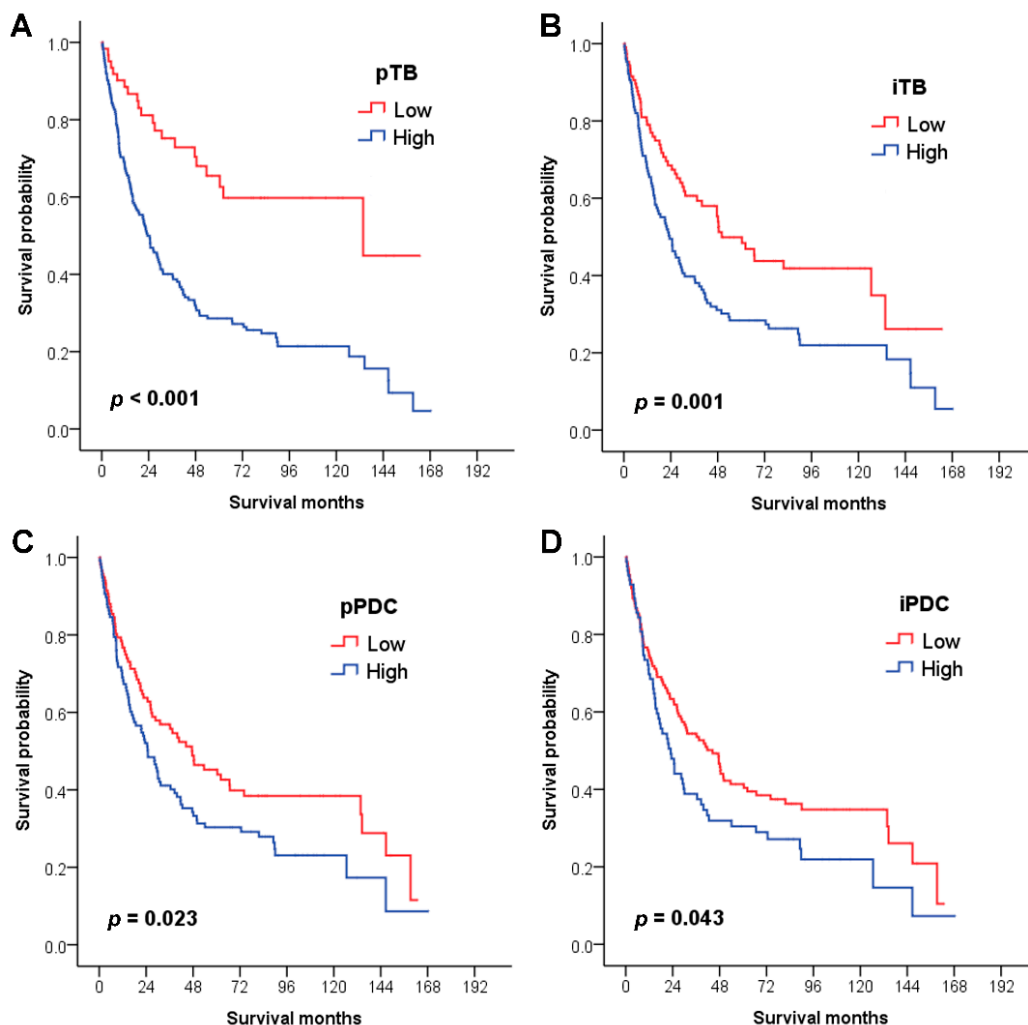 A
pTB
Low
High
Survival probability
1.0
0.8
0.6
0.4
0.2
0.0
p < 0.001
0 24 48 72 96 120 144 168 192
Survival months
B
iTB
Low
High
Survival probability
1.0
0.8
0.6
0.4
0.2
0.0
p = 0.001
0 24 48 72 96 120 144 168 192
Survival months
C
pPDC
Low
High
Survival probability
1.0
0.8
0.6
0.4
0.2
0.0
p = 0.023
0 24 48 72 96 120 144 168 192
Survival months
D
iPDC
Low
High
Survival probability
1.0
0.8
0.6
0.4
0.2
0.0
p = 0.043
0 24 48 72 96 120 144 168 192
Survival months